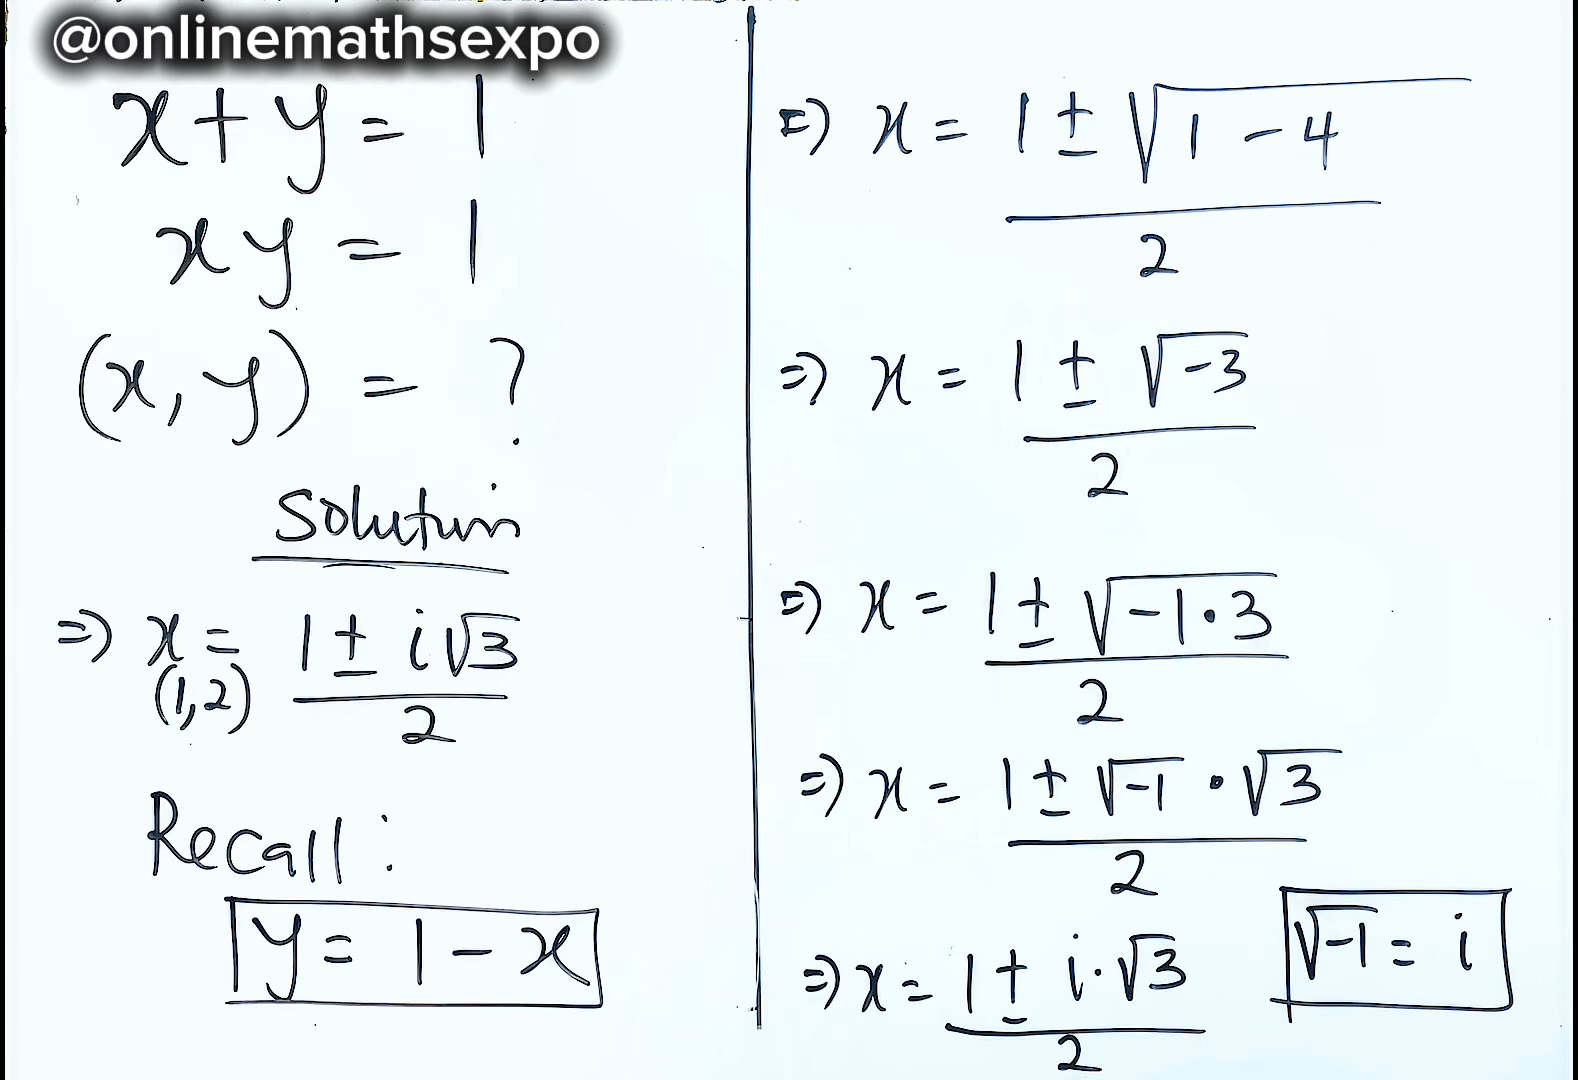 @onlinemathsexpo
x + y = 1
xy = 1
(x, y) = ?
Solution
⇒) x = 1 ± i√3
(1,2)
2
Recall:
y = 1 - x
⇒) x = 1 ± √1 - 4
2
⇒) x = 1 ± √-3
2
⇒) x = 1 ± √-1·3
2
⇒) x = 1 ± √-1 · √3
2
√-1 = i
⇒) x = 1 ± i·√3
2